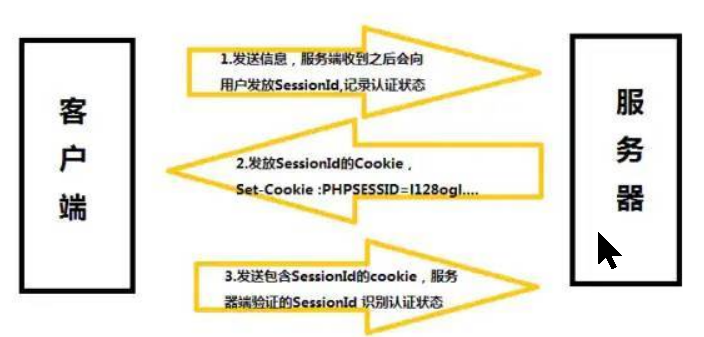 客户端
1.发送信息，服务端收到之后会向
用户发放SessionId,记录认证状态
2.发放SessionId的Cookie，
Set-Cookie :PHPSESSID=l128ogl....
3.发送包含SessionId的cookie，服务
器端验证的SessionId 识别认证状态
服务器